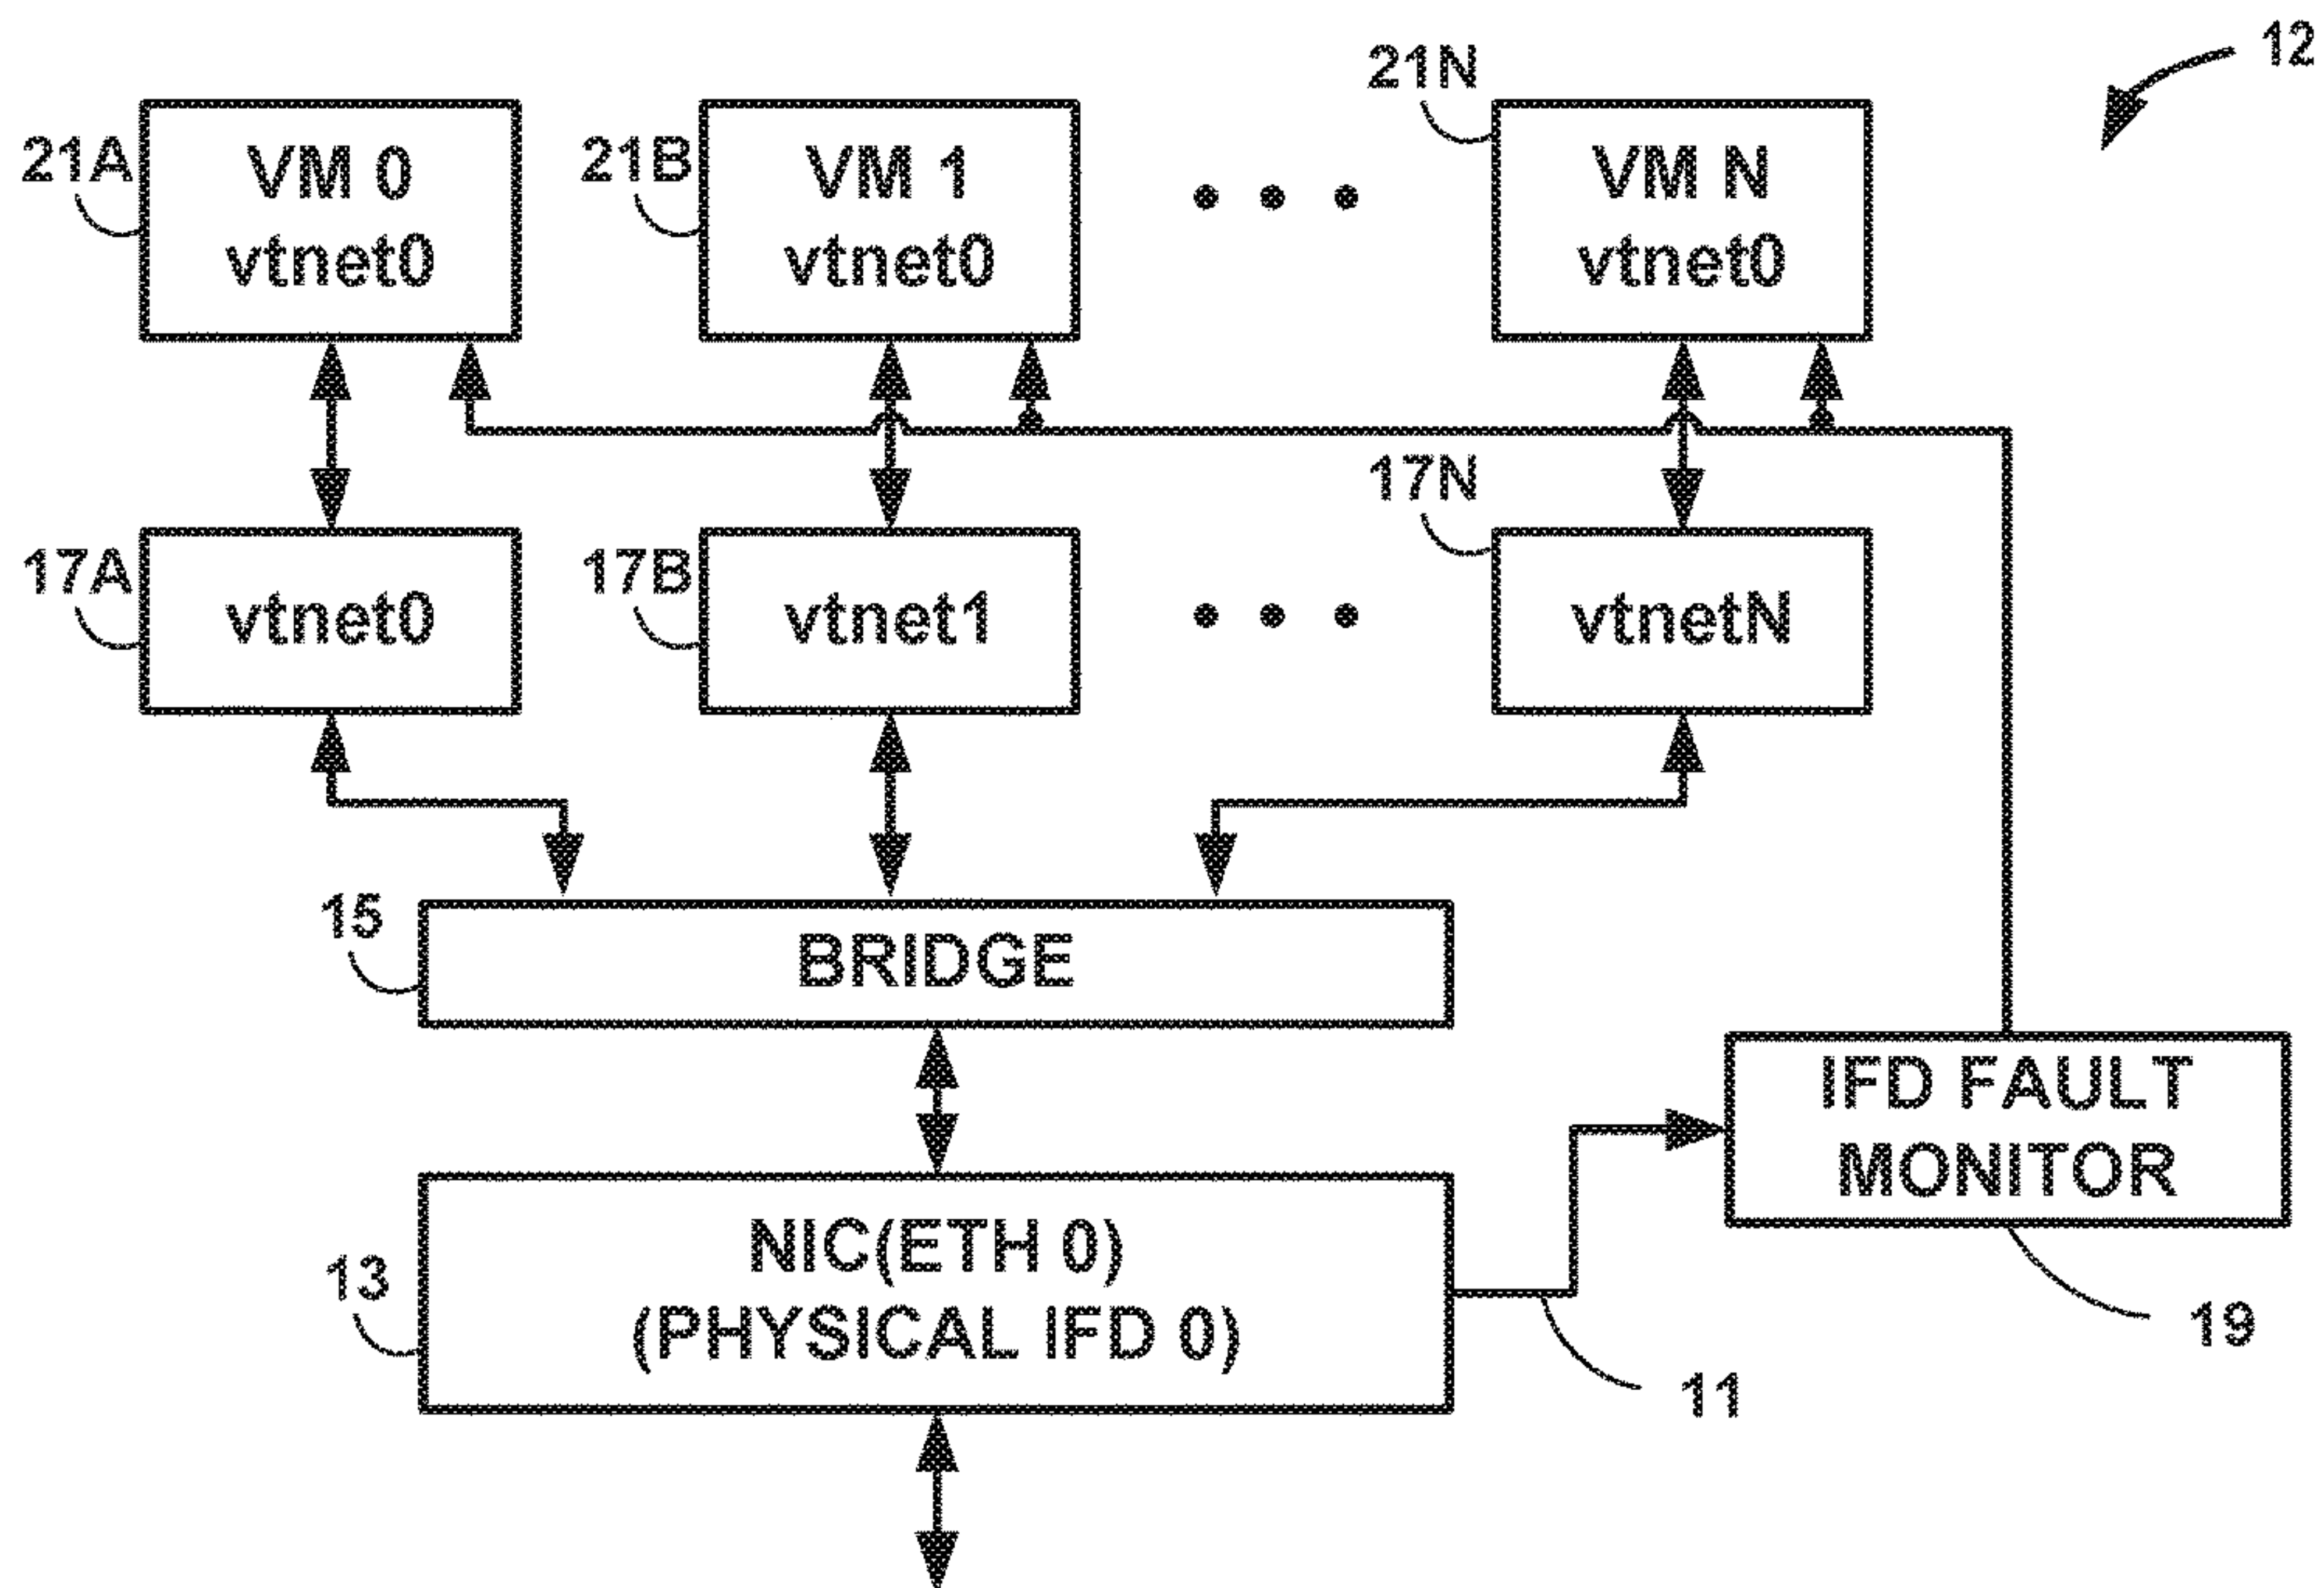 12
21A
VM 0
vtnet0
21B
VM 1
vtnet0
21N
VM N
vtnet0
17A
vtnet0
17B
vtnet1
17N
vtnetN
15
BRIDGE
13
NIC(ETH 0)
(PHYSICAL IFD 0)
11
IFD FAULT
MONITOR
19